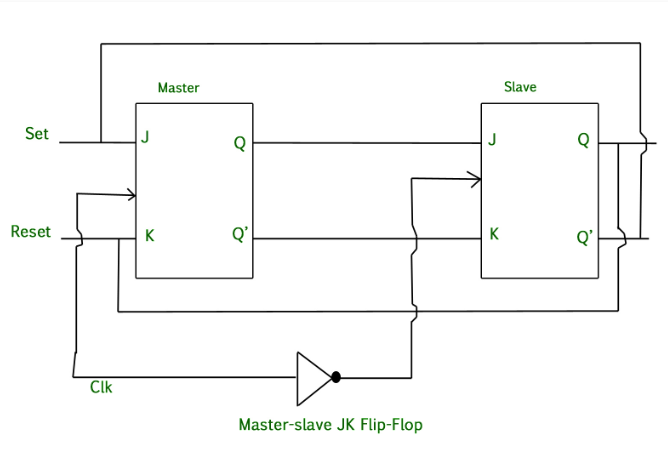 Master
Slave
Set
J
Q
J
Q
Reset
K
Q'
K
Q'
Clk
Master-slave JK Flip-Flop